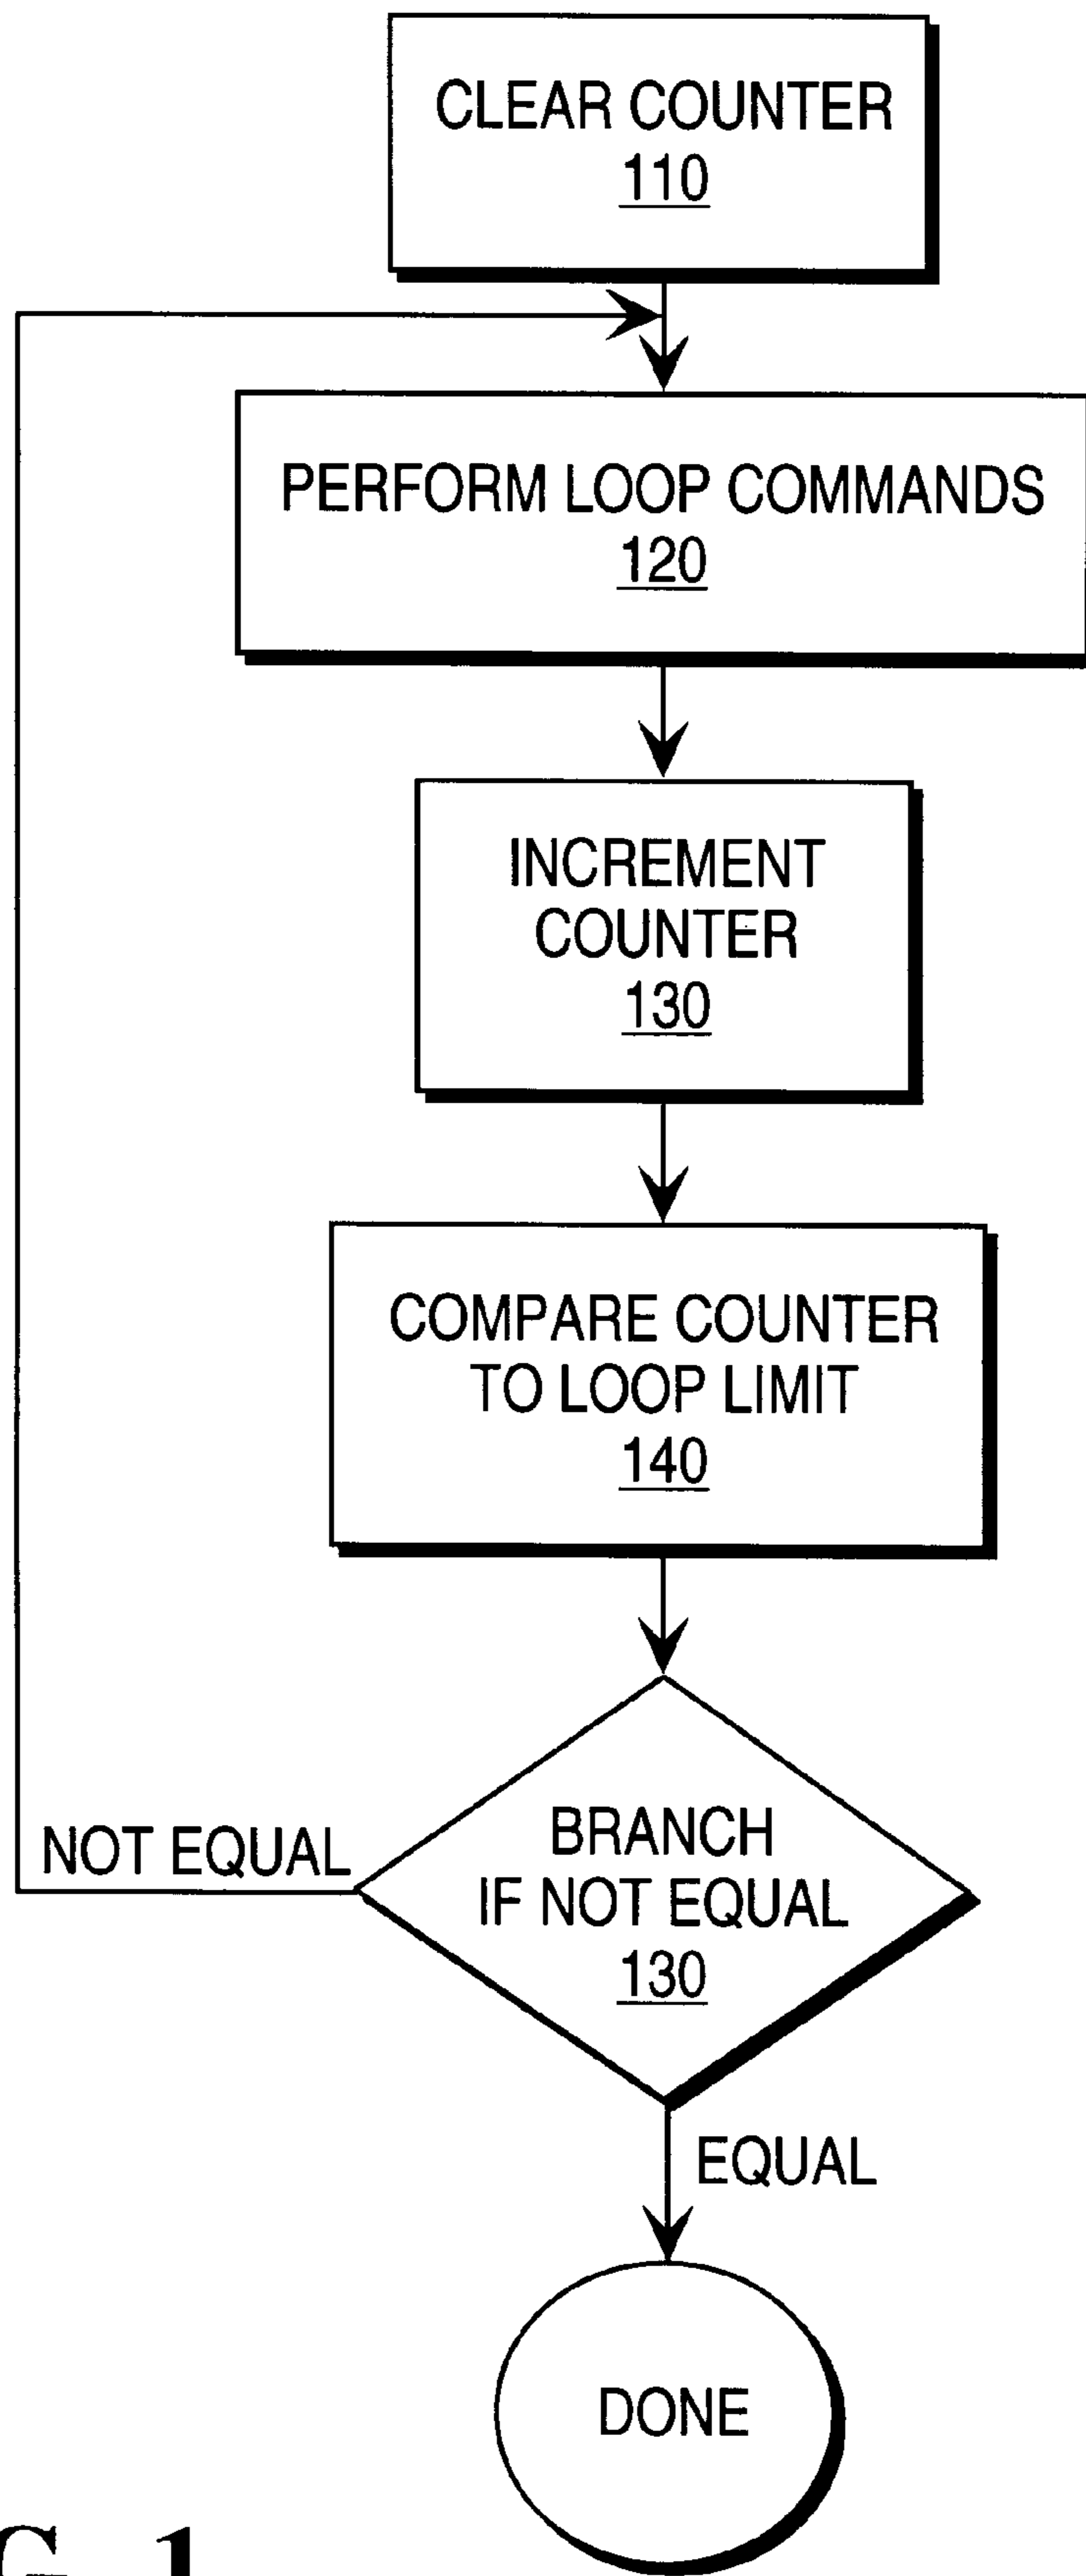 CLEAR COUNTER
110
PERFORM LOOP COMMANDS
120
INCREMENT
COUNTER
130
COMPARE COUNTER
TO LOOP LIMIT
140
BRANCH
IF NOT EQUAL
130
NOT EQUAL
EQUAL
DONE